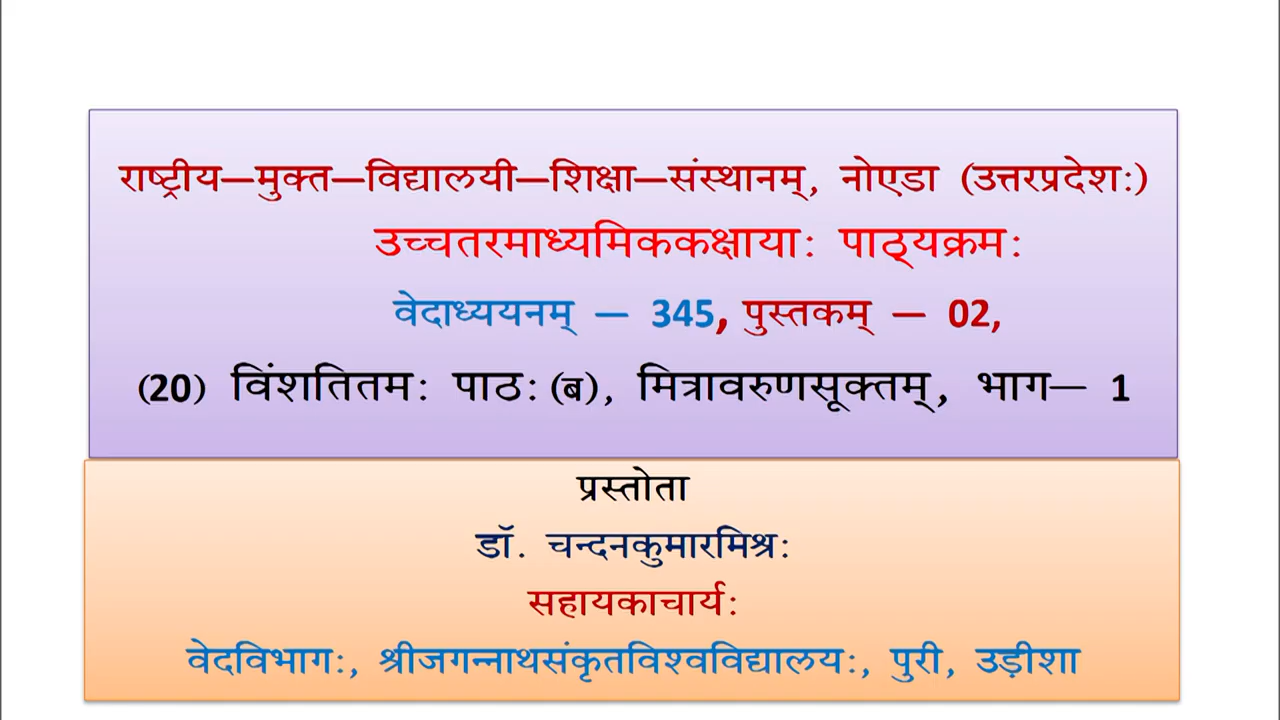 राष्ट्रीय—मुक्त—विद्यालयी—शिक्षा—संस्थानम्, नोएडा (उत्तरप्रदेशः)
उच्चतरमाध्यमिककक्षायाः पाठ्यक्रमः
वेदाध्ययनम् — 345, पुस्तकम् — 02,
(20) विंशतितमः पाठः (ब), मित्रावरुणसूक्तम्, भाग— 1
प्रस्तोता
डॉ. चन्दनकुमारमिश्रः
सहायकाचार्यः
वेदविभागः, श्रीजगन्नाथसंकृतविश्वविद्यालयः, पुरी, उड़ीशा